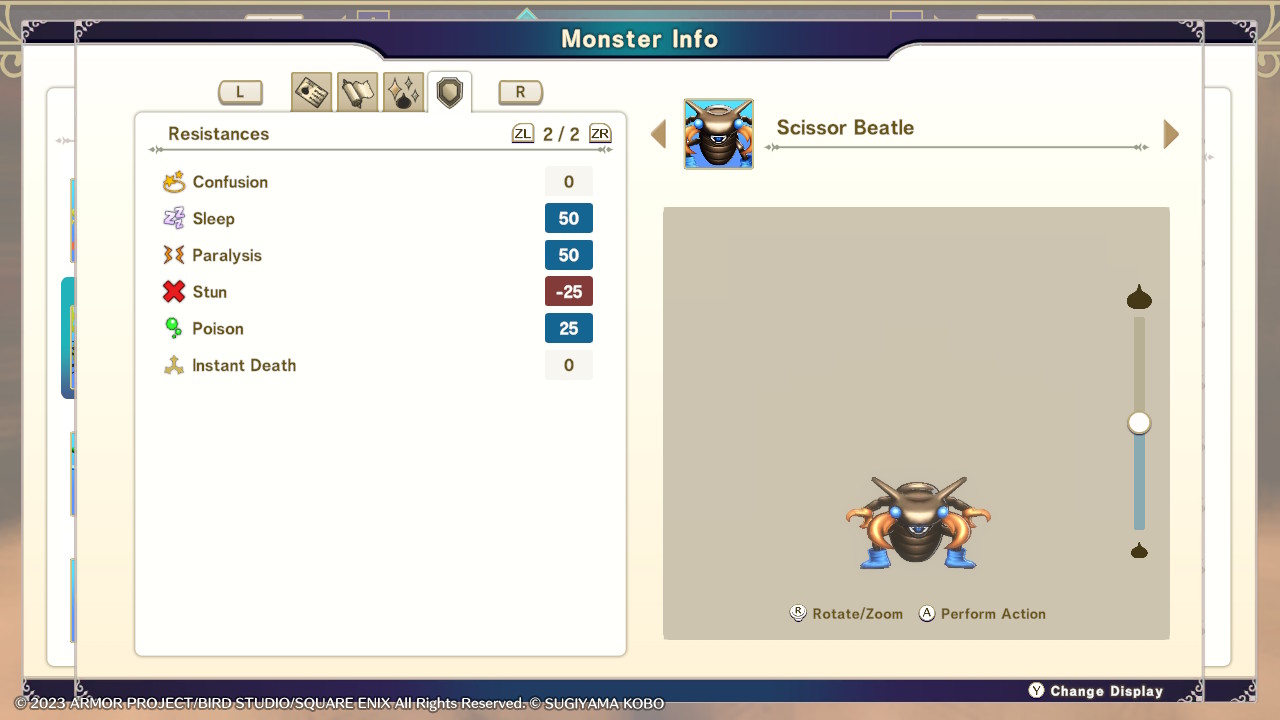 Monster Info
L
R
Resistances
ZL 2 / 2 ZR
Confusion 0
Sleep 50
Paralysis 50
Stun -25
Poison 25
Instant Death 0
Scissor Beatle
R Rotate/Zoom A Perform Action
Y Change Display
© 2023 ARMOR PROJECT/BIRD STUDIO/SQUARE ENIX All Rights Reserved. © SUGIYAMA KOBO